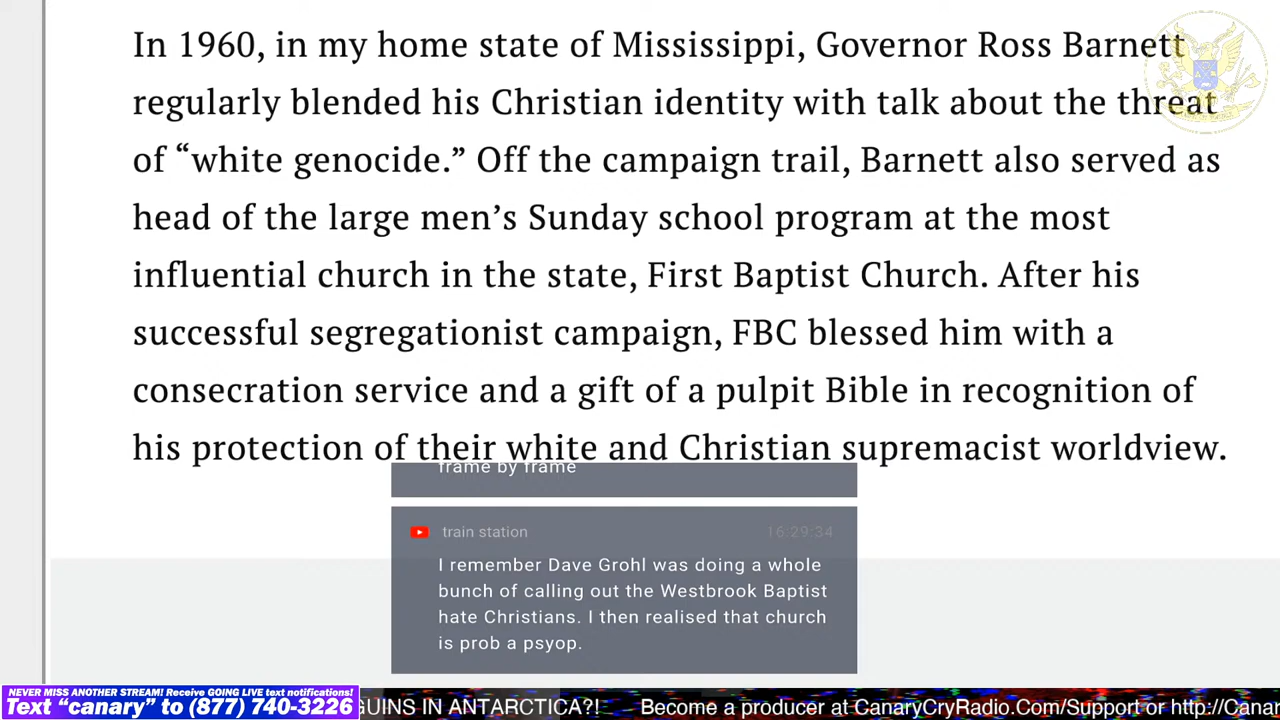 In 1960, in my home state of Mississippi, Governor Ross Barnett
regularly blended his Christian identity with talk about the threat
of “white genocide.” Off the campaign trail, Barnett also served as
head of the large men’s Sunday school program at the most
influential church in the state, First Baptist Church. After his
successful segregationist campaign, FBC blessed him with a
consecration service and a gift of a pulpit Bible in recognition of
his protection of their white and Christian supremacist worldview.
frame by frame
train station 16:29:34
I remember Dave Grohl was doing a whole
bunch of calling out the Westbrook Baptist
hate Christians. I then realised that church
is prob a psyop.
NEVER MISS ANOTHER STREAM! Receive GOING LIVE text notifications!
Text “canary” to (877) 740-3226
GUINS IN ANTARCTICA?! Become a producer at CanaryCryRadio.Com/Support or http://Canar